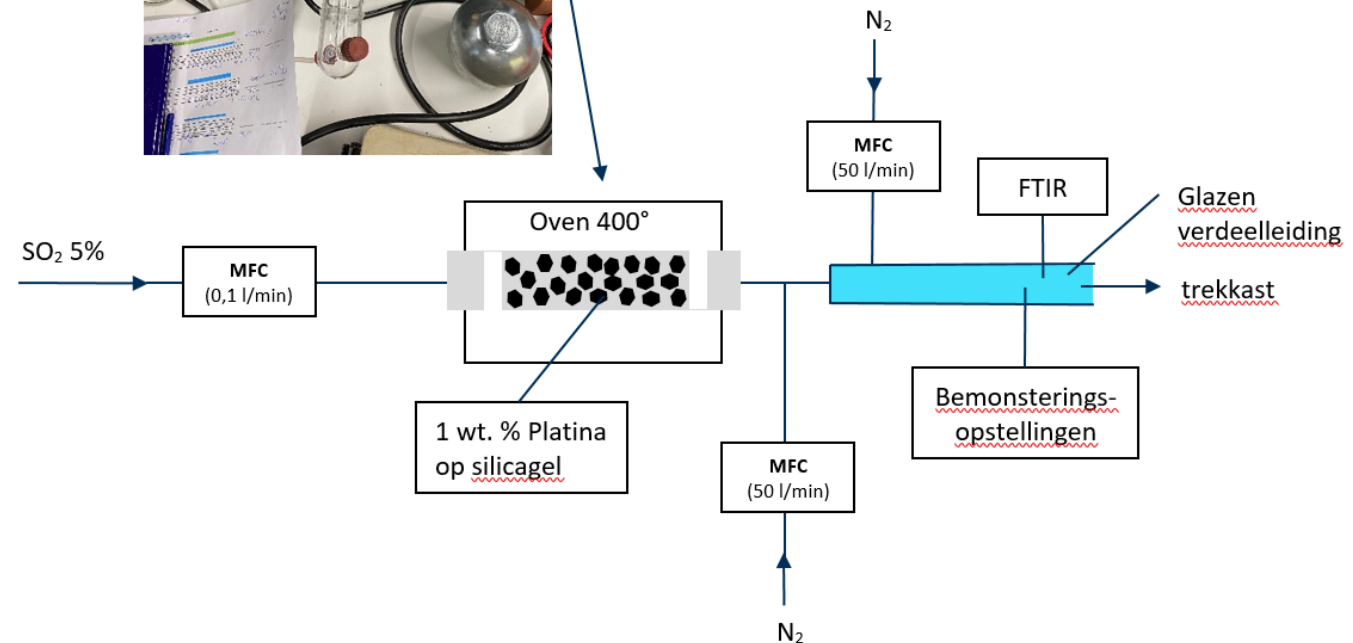 N₂
MFC
(50 l/min)
FTIR
Glazen
verdeelleiding
Oven 400°
SO₂ 5%
MFC
(0,1 l/min)
trekkast
1 wt. % Platina
op silicagel
Bemonsterings-
opstellingen
MFC
(50 l/min)
N₂